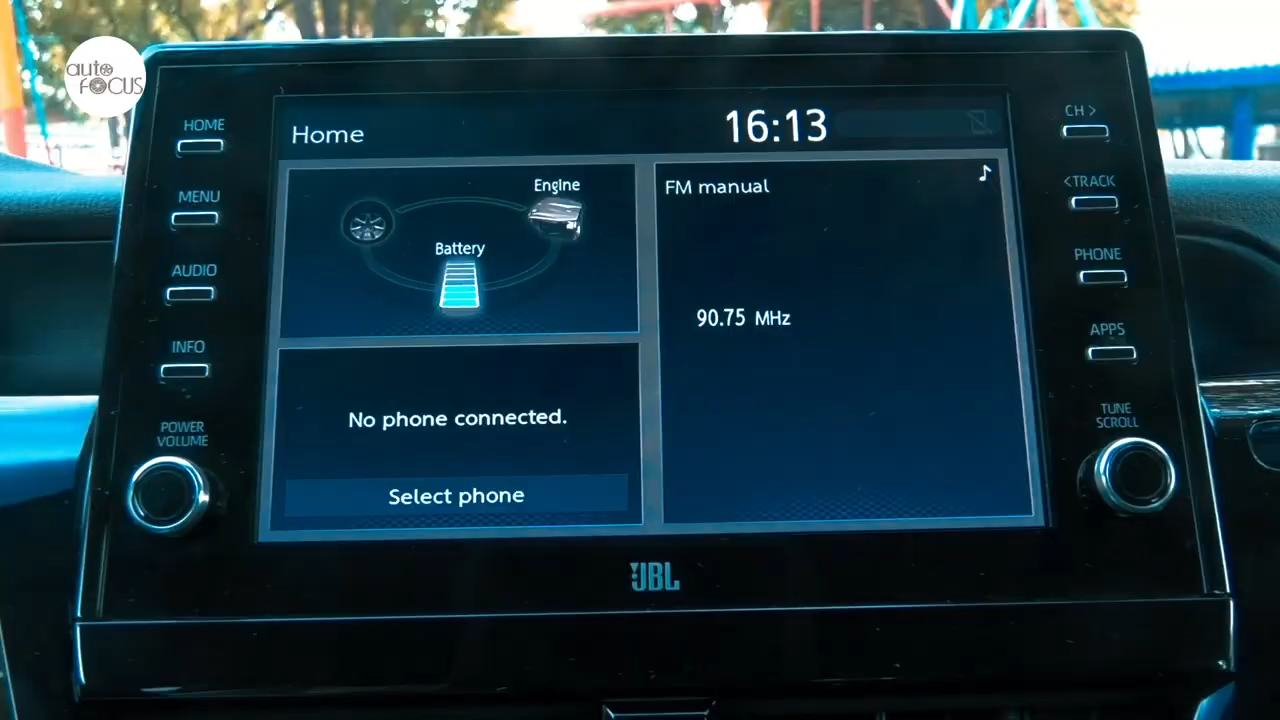 auto
FOCUS
HOME
MENU
AUDIO
INFO
POWER
VOLUME
Home
16:13
Engine
Battery
FM manual
90.75 MHz
No phone connected.
Select phone
CH >
<TRACK
PHONE
APPS
TUNE
SCROLL
JBL